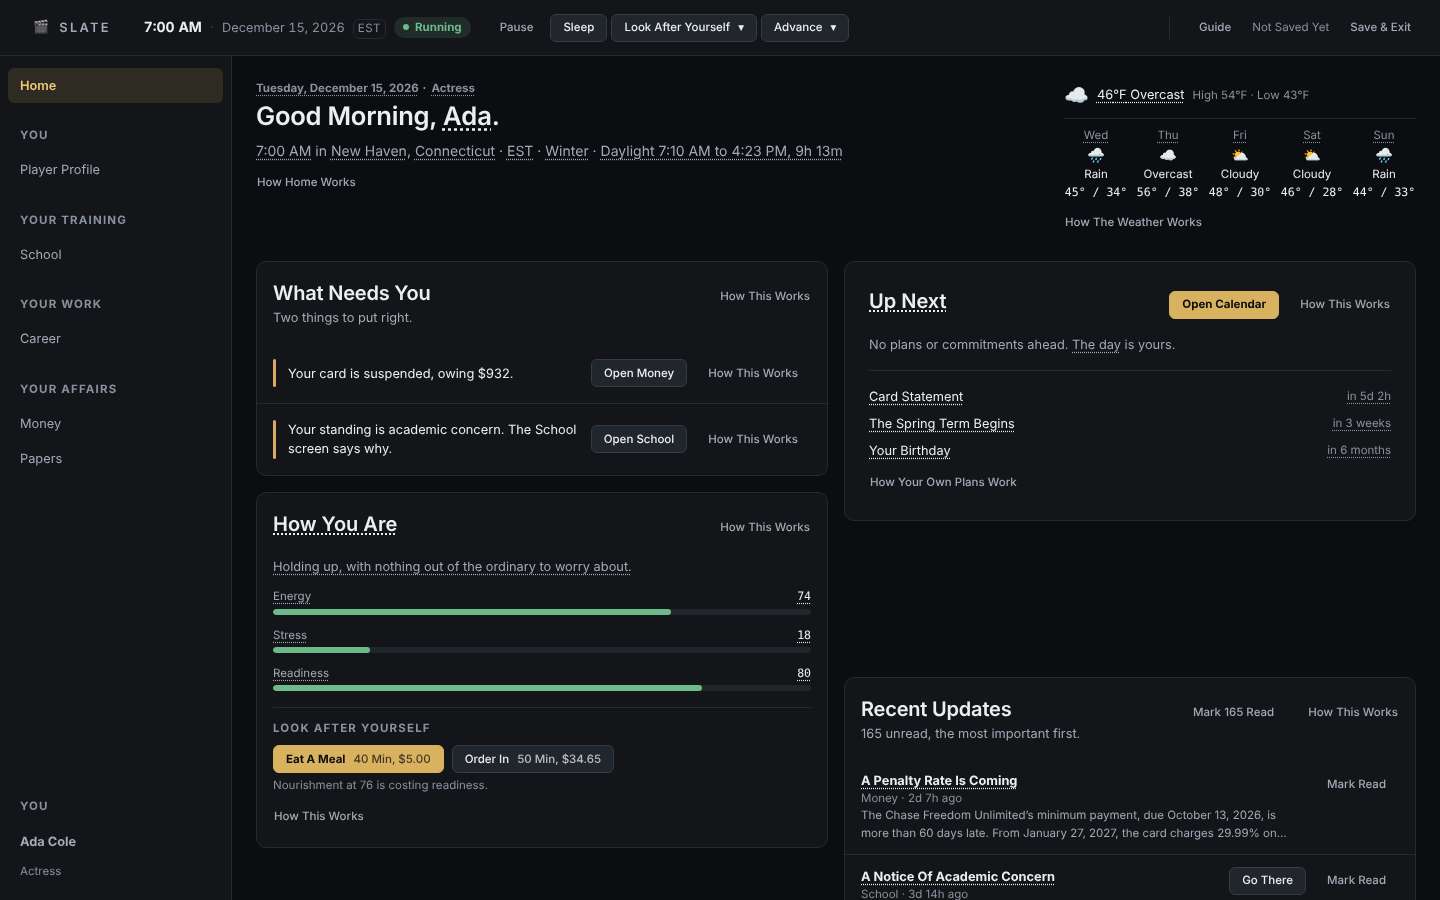 SLATE
7:00 AM · December 15, 2026 EST
Running
Pause
Sleep
Look After Yourself ▾
Advance ▾
Guide
Not Saved Yet
Save & Exit
Home
YOU
Player Profile
YOUR TRAINING
School
YOUR WORK
Career
YOUR AFFAIRS
Money
Papers
YOU
Ada Cole
Actress
Tuesday, December 15, 2026 · Actress
Good Morning, Ada.
7:00 AM in New Haven, Connecticut · EST · Winter · Daylight 7:10 AM to 4:23 PM, 9h 13m
How Home Works
46°F Overcast High 54°F · Low 43°F
Wed Thu Fri Sat Sun
Rain Overcast Cloudy Cloudy Rain
45° / 34° 56° / 38° 48° / 30° 46° / 28° 44° / 33°
How The Weather Works
What Needs You
How This Works
Two things to put right.
Your card is suspended, owing $932.
Open Money
How This Works
Your standing is academic concern. The School
screen says why.
Open School
How This Works
How You Are
How This Works
Holding up, with nothing out of the ordinary to worry about.
Energy 74
Stress 18
Readiness 80
LOOK AFTER YOURSELF
Eat A Meal 40 Min, $5.00
Order In 50 Min, $34.65
Nourishment at 76 is costing readiness.
How This Works
Up Next
Open Calendar
How This Works
No plans or commitments ahead. The day is yours.
Card Statement in 5d 2h
The Spring Term Begins in 3 weeks
Your Birthday in 6 months
How Your Own Plans Work
Recent Updates
Mark 165 Read
How This Works
165 unread, the most important first.
A Penalty Rate Is Coming
Mark Read
Money · 2d 7h ago
The Chase Freedom Unlimited's minimum payment, due October 13, 2026, is
more than 60 days late. From January 27, 2027, the card charges 29.99% on…
A Notice Of Academic Concern
Go There
Mark Read
School · 3d 14h ago